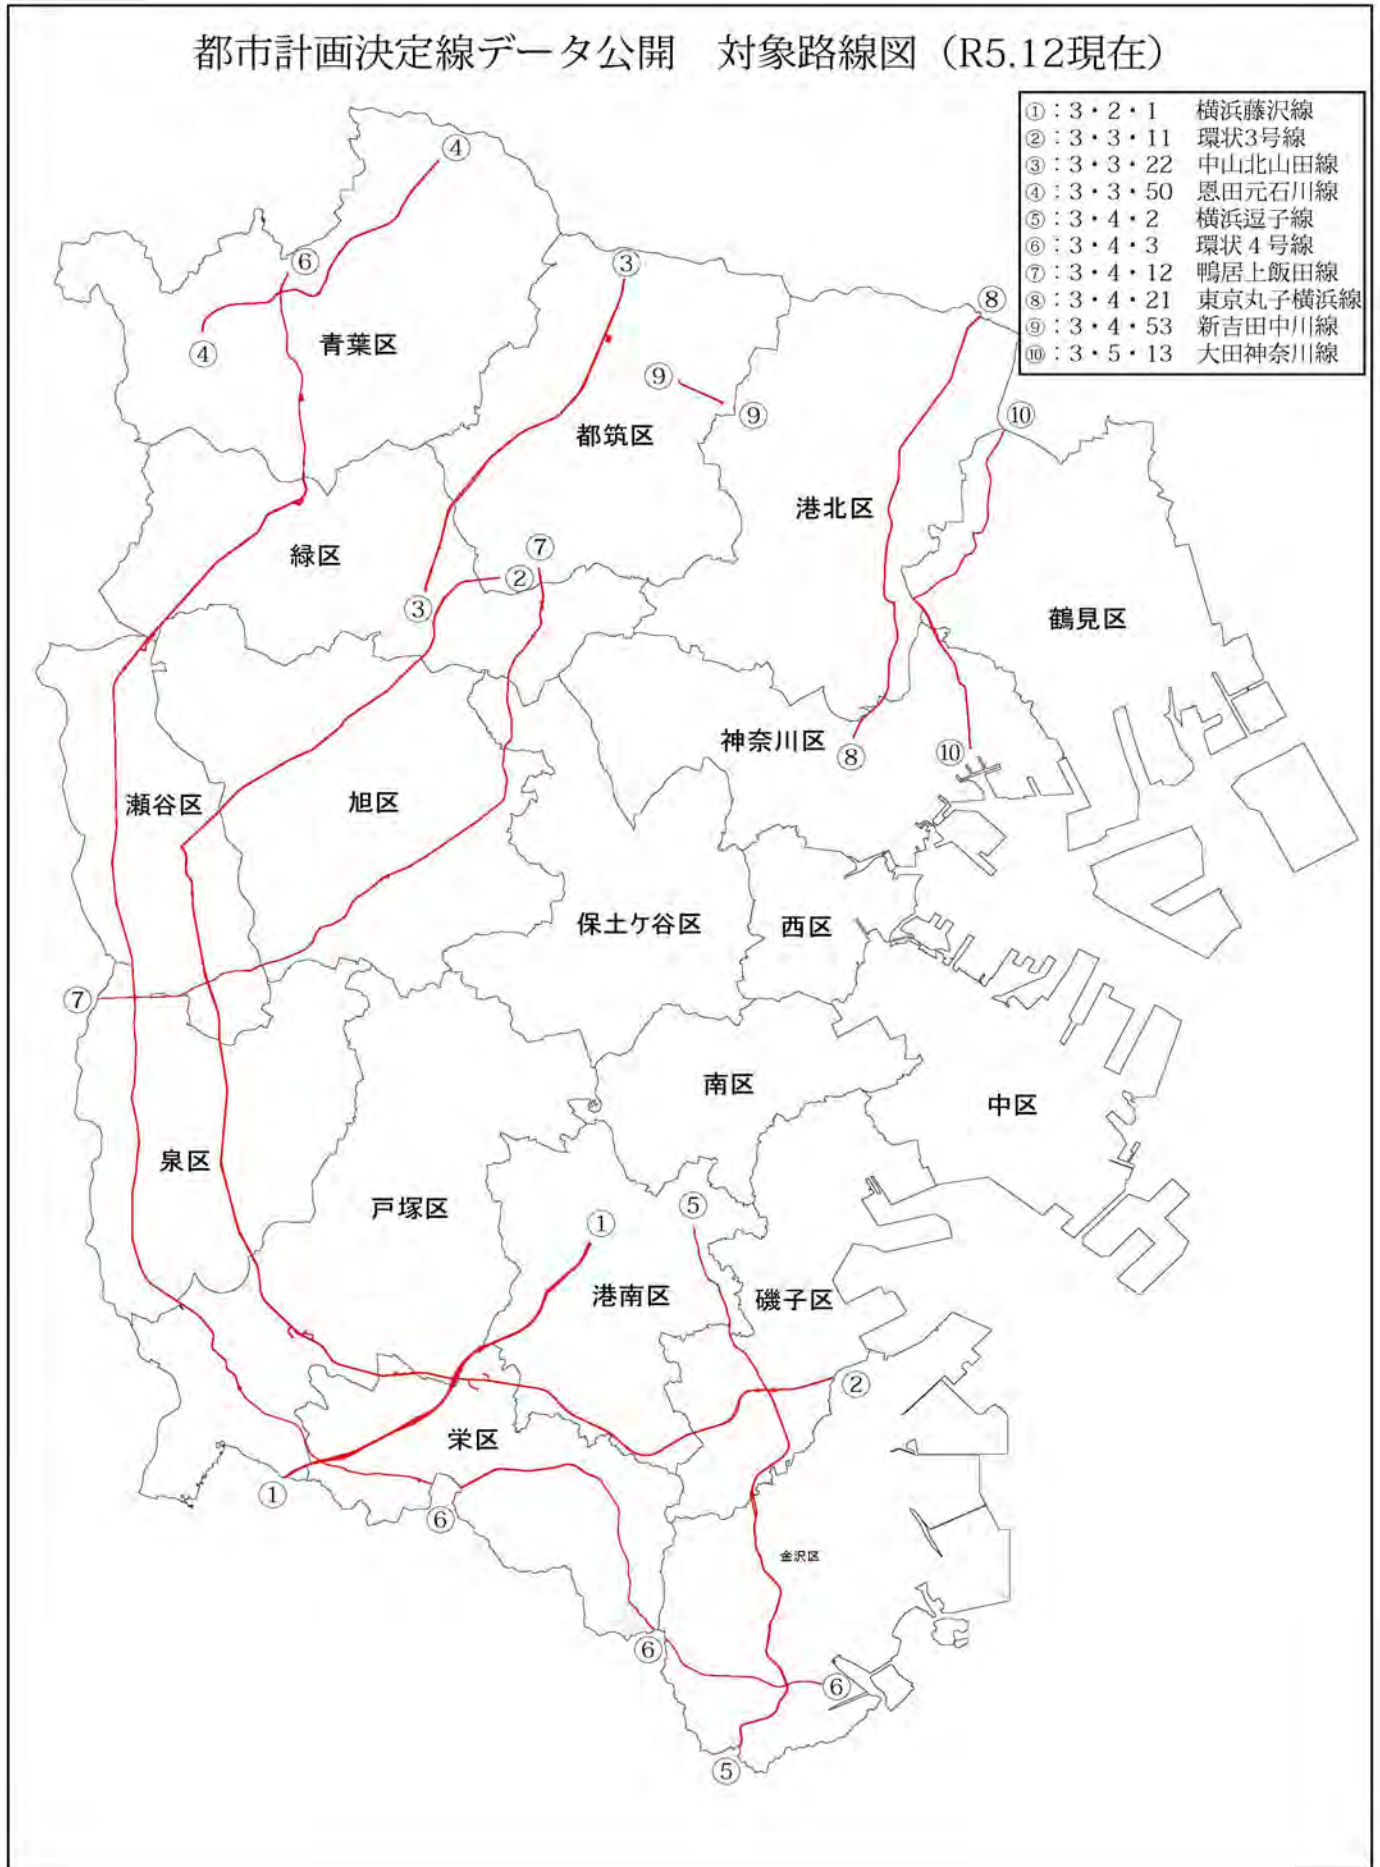 都市計画決定線データ公開　対象路線図（R5.12現在）
①：3・2・1　横浜藤沢線
②：3・3・11　環状3号線
③：3・3・22　中山北山田線
④：3・3・50　恩田元石川線
⑤：3・4・2　横浜逗子線
⑥：3・4・3　環状４号線
⑦：3・4・12　鴨居上飯田線
⑧：3・4・21　東京丸子横浜線
⑨：3・4・53　新吉田中川線
⑩：3・5・13　大田神奈川線
④
⑥
③
⑧
青葉区
④
⑨
⑨
⑩
都筑区
港北区
緑区
⑦
②
③
鶴見区
神奈川区
⑧
⑩
瀬谷区
旭区
保土ケ谷区
西区
⑦
南区
中区
泉区
戸塚区
⑤
①
港南区
磯子区
②
栄区
①
⑥
金沢区
⑥
⑥
⑤